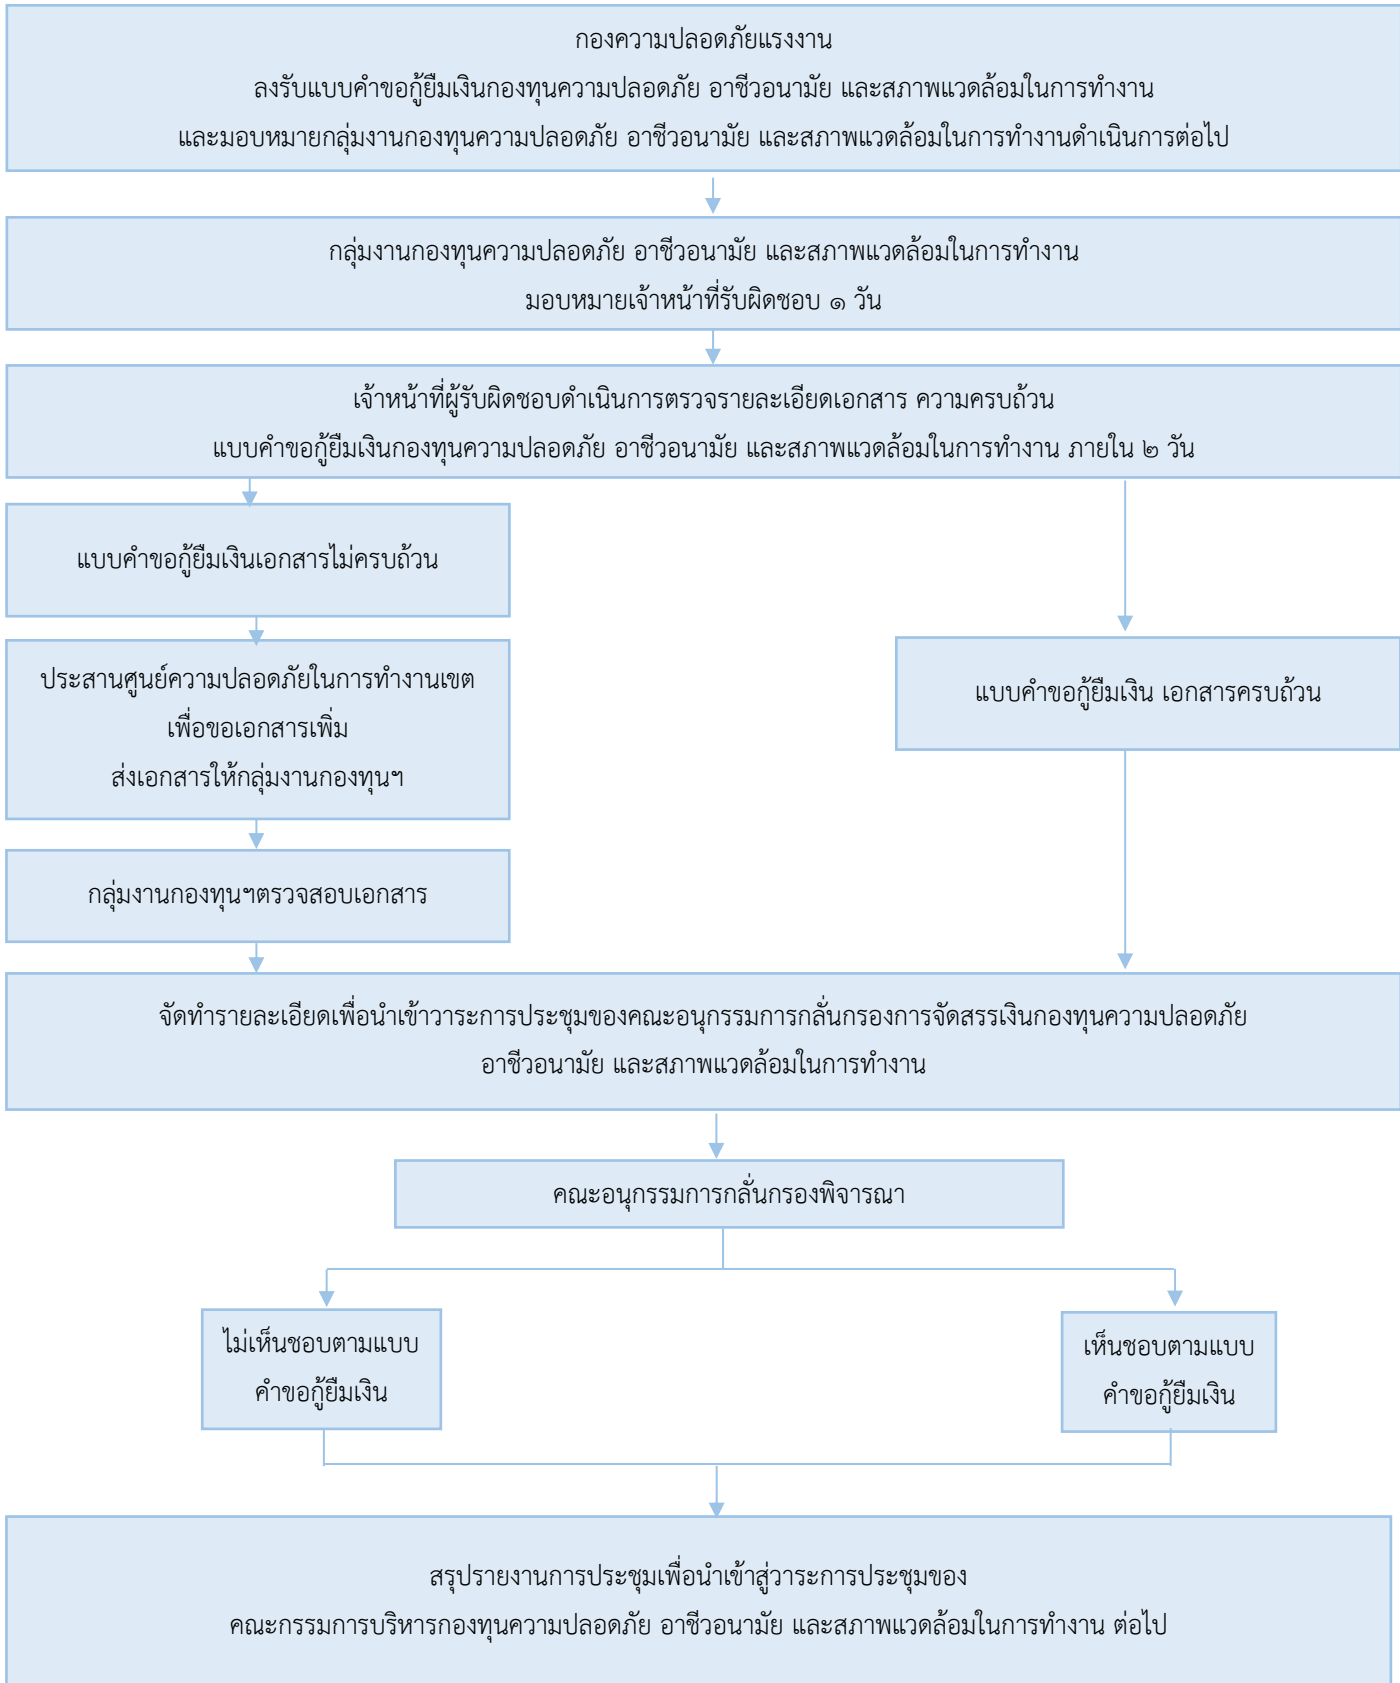 กองความปลอดภัยแรงงาน
ลงรับแบบคำขอกู้ยืมเงินกองทุนความปลอดภัย อาชีวอนามัย และสภาพแวดล้อมในการทำงาน
และมอบหมายกลุ่มงานกองทุนความปลอดภัย อาชีวอนามัย และสภาพแวดล้อมในการทำงานดำเนินการต่อไป
กลุ่มงานกองทุนความปลอดภัย อาชีวอนามัย และสภาพแวดล้อมในการทำงาน
มอบหมายเจ้าหน้าที่รับผิดชอบ ๑ วัน
เจ้าหน้าที่ผู้รับผิดชอบดำเนินการตรวจรายละเอียดเอกสาร ความครบถ้วน
แบบคำขอกู้ยืมเงินกองทุนความปลอดภัย อาชีวอนามัย และสภาพแวดล้อมในการทำงาน ภายใน ๒ วัน
แบบคำขอกู้ยืมเงินเอกสารไม่ครบถ้วน
ประสานศูนย์ความปลอดภัยในการทำงานเขต
เพื่อขอเอกสารเพิ่ม
ส่งเอกสารให้กลุ่มงานกองทุนฯ
แบบคำขอกู้ยืมเงิน เอกสารครบถ้วน
กลุ่มงานกองทุนฯตรวจสอบเอกสาร
จัดทำรายละเอียดเพื่อนำเข้าวาระการประชุมของคณะอนุกรรมการกลั่นกรองการจัดสรรเงินกองทุนความปลอดภัย
อาชีวอนามัย และสภาพแวดล้อมในการทำงาน
คณะอนุกรรมการกลั่นกรองพิจารณา
ไม่เห็นชอบตามแบบ
คำขอกู้ยืมเงิน
เห็นชอบตามแบบ
คำขอกู้ยืมเงิน
สรุปรายงานการประชุมเพื่อนำเข้าสู่วาระการประชุมของ
คณะกรรมการบริหารกองทุนความปลอดภัย อาชีวอนามัย และสภาพแวดล้อมในการทำงาน ต่อไป